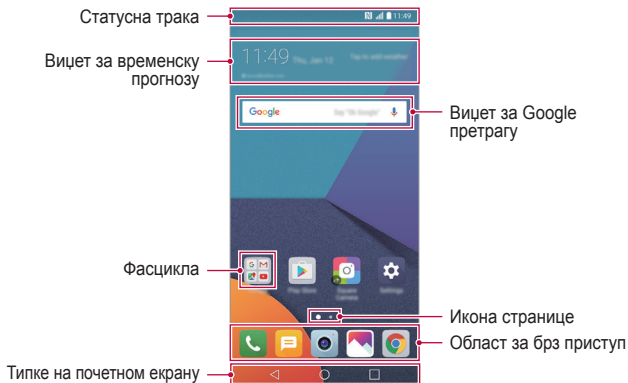 Статусна трака
11:49
Виџет за временску
прогнозу
11:49 Thu, Jan 12 Tap to add weather
Google Say "Ok Google"
Виџет за Google
претрагу
Фасцикла
Play Store Square Settings
Camera
Икона странице
Област за брз приступ
Типке на почетном екрану